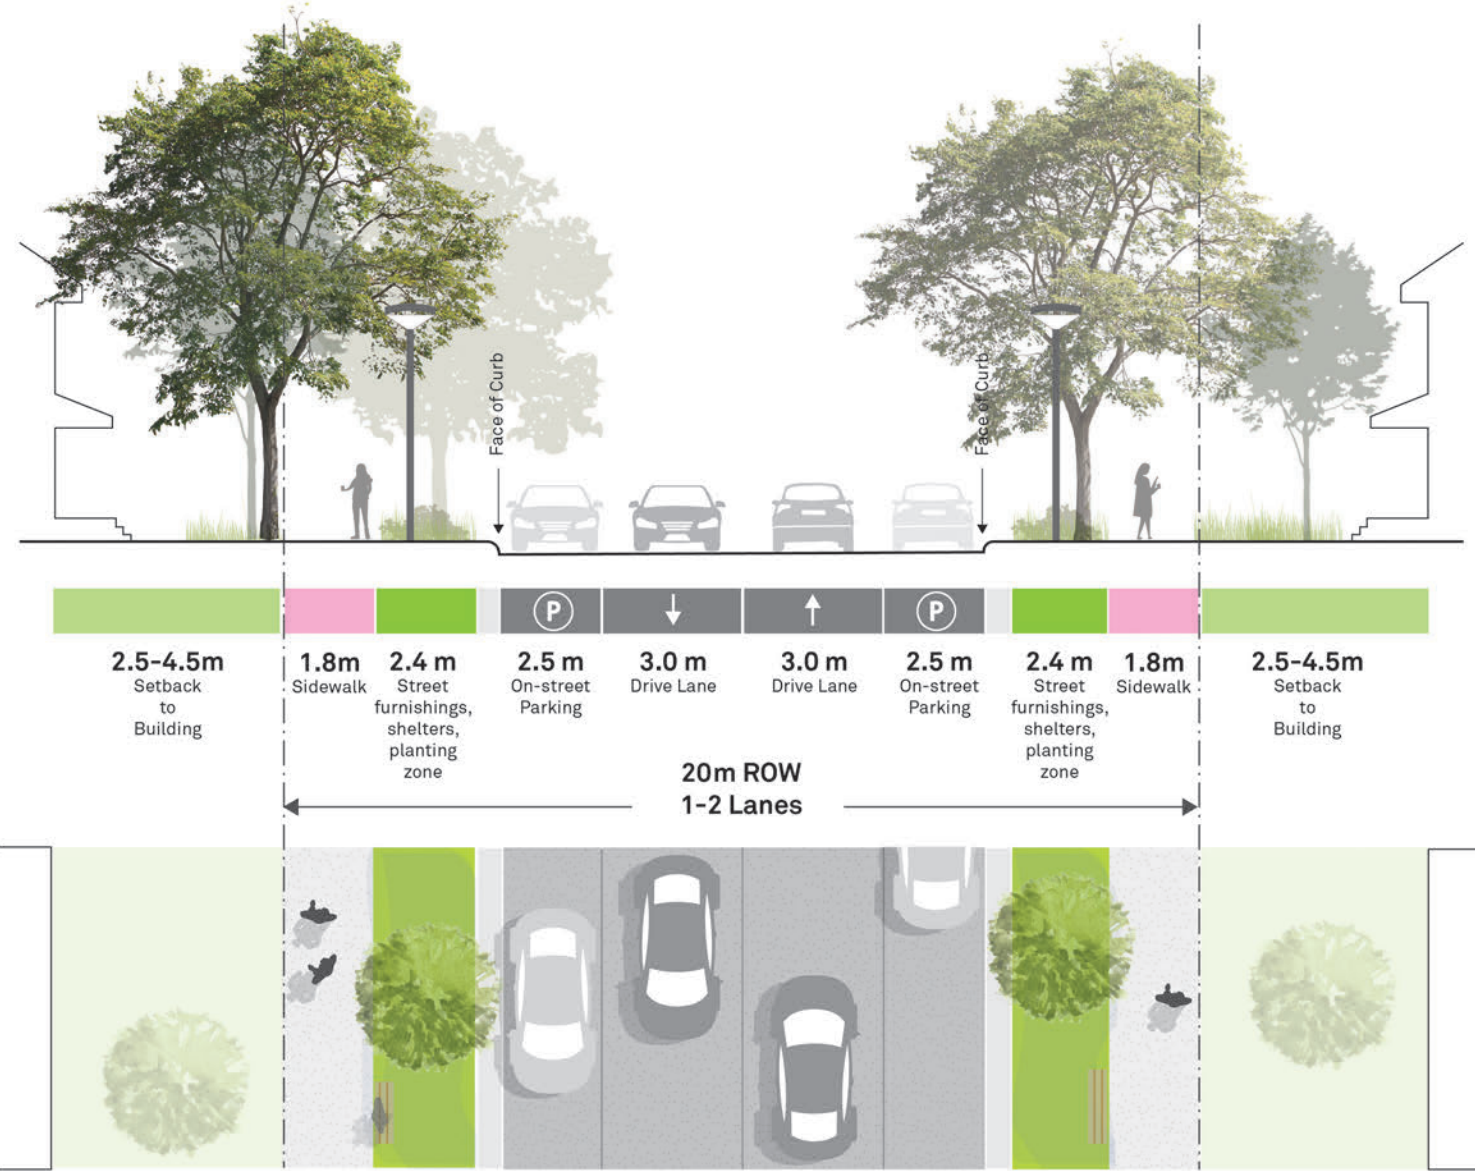 Face of Curb
Face of Curb
P
P
2.5-4.5m
Setback
to
Building
1.8m
Sidewalk
2.4 m
Street
furnishings,
shelters,
planting
zone
2.5 m
On-street
Parking
3.0 m
Drive Lane
3.0 m
Drive Lane
2.5 m
On-street
Parking
2.4 m
Street
furnishings,
shelters,
planting
zone
1.8m
Sidewalk
2.5-4.5m
Setback
to
Building
20m ROW
1-2 Lanes